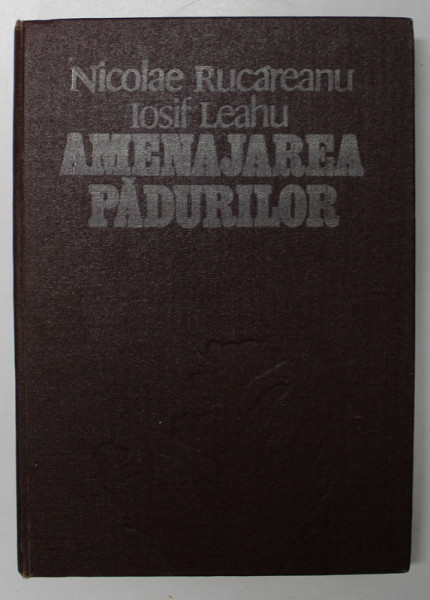 Nicolae Rucăreanu
Iosif Leahu
AMENAJAREA
PĂDURILOR